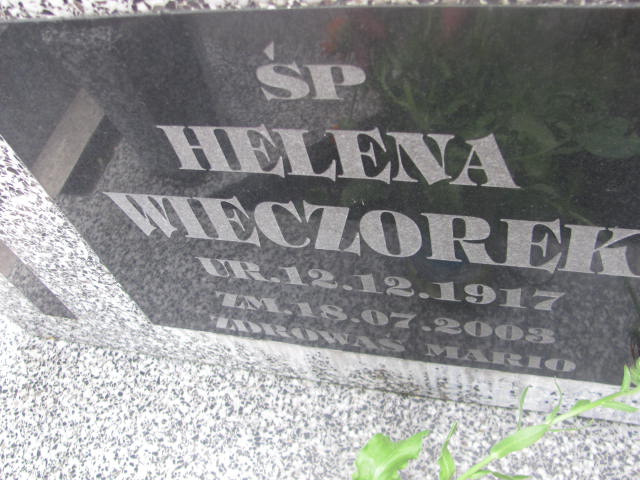 ŚP
HELENA
WIECZOREK
UR.12.12.1917
ZM.18.07.2003
ZDROWAŚ MARIO